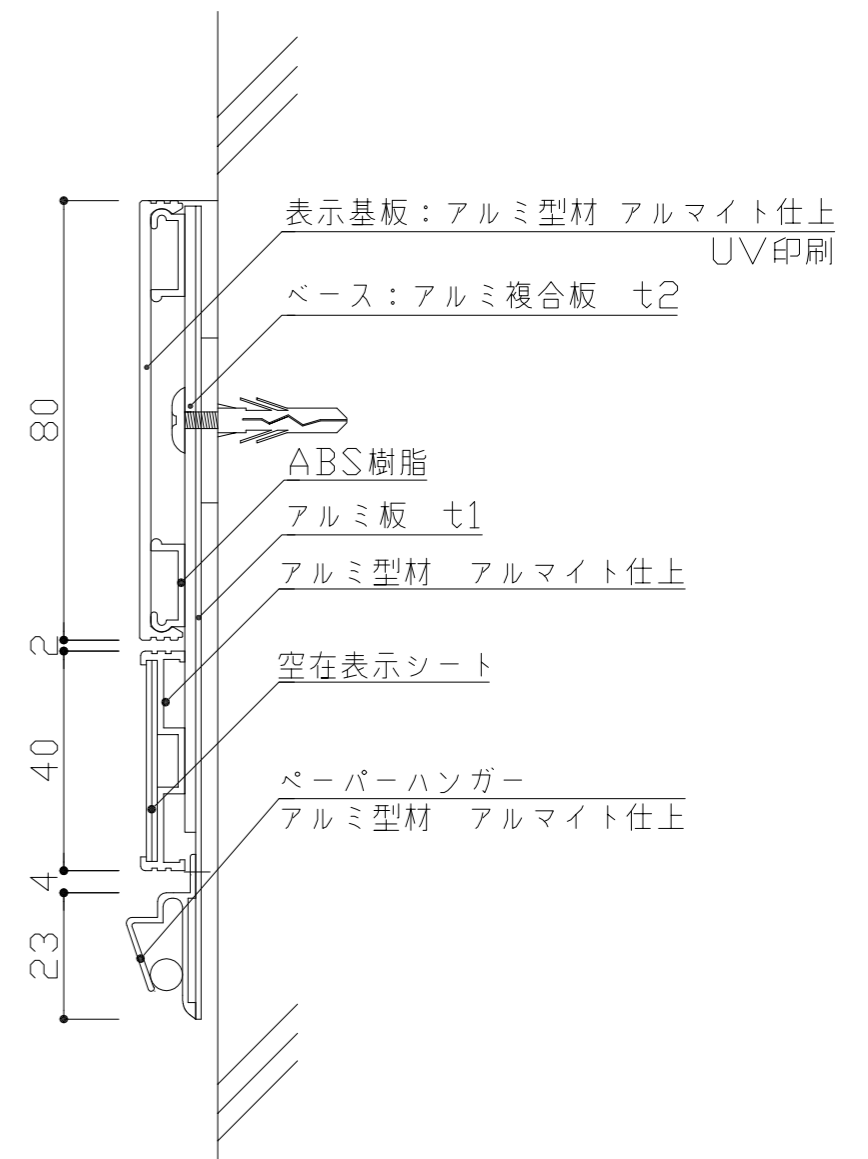 表示基板：アルミ型材 アルマイト仕上
UV印刷
ベース：アルミ複合板　t2
ABS樹脂
アルミ板　t1
アルミ型材　アルマイト仕上
空在表示シート
ペーパーハンガー
アルミ型材　アルマイト仕上
80
2
40
4
23